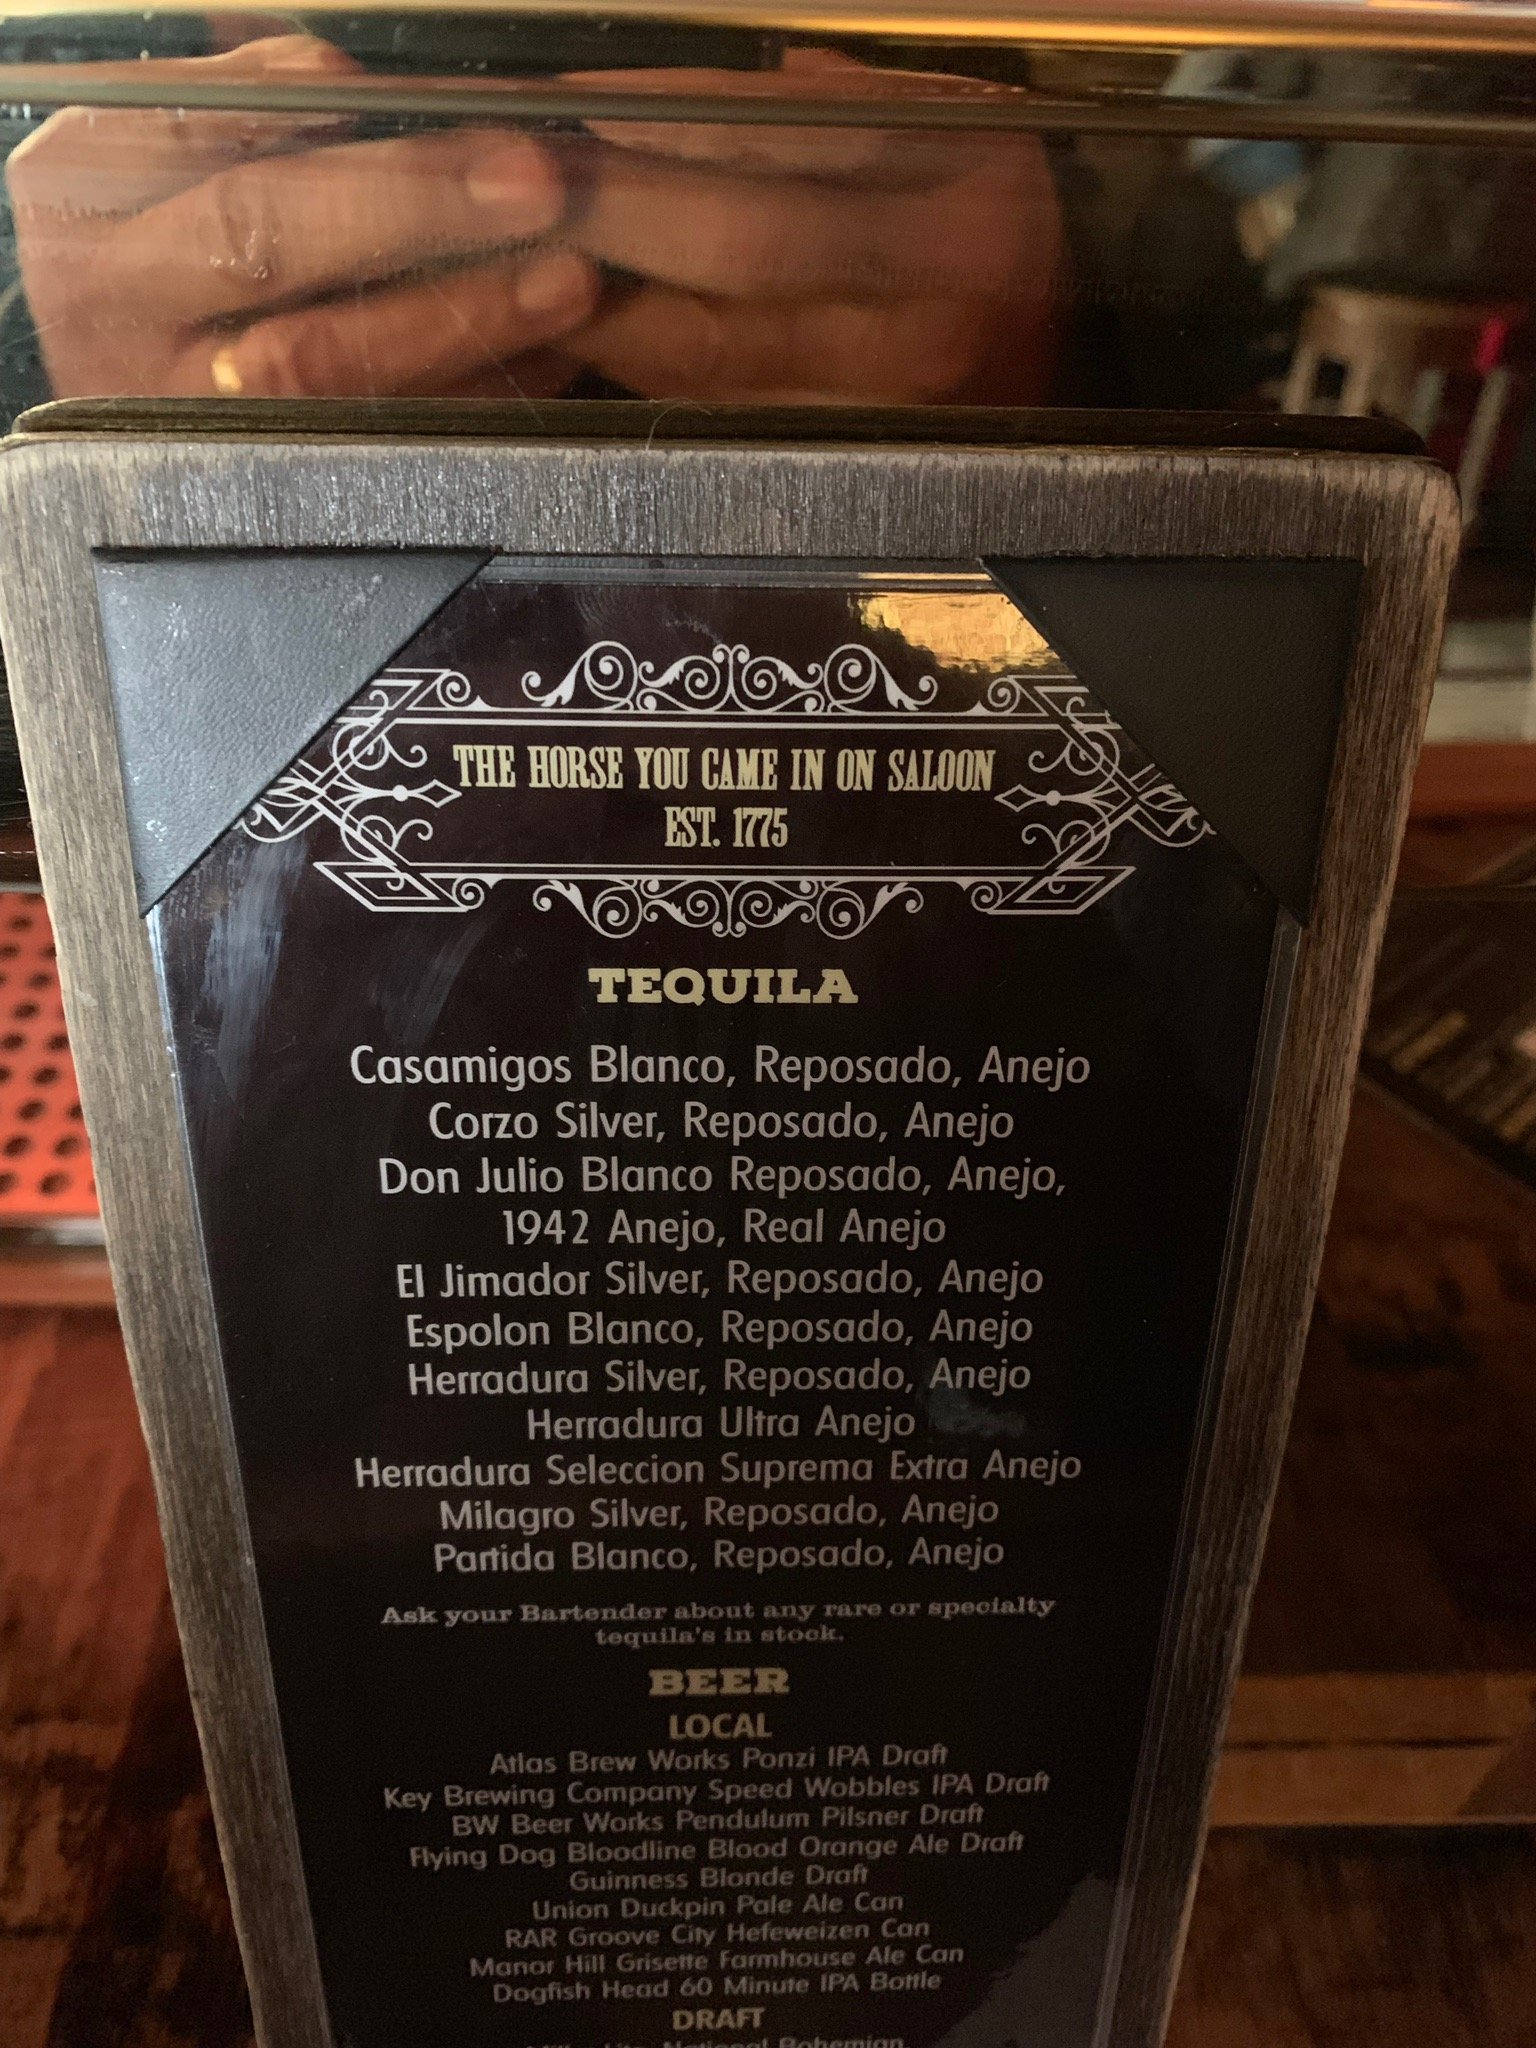 THE HORSE YOU CAME IN ON SALOON
EST. 1775
TEQUILA
Casamigos Blanco, Reposado, Anejo
Corzo Silver, Reposado, Anejo
Don Julio Blanco Reposado, Anejo,
1942 Anejo, Real Anejo
El Jimador Silver, Reposado, Anejo
Espolon Blanco, Reposado, Anejo
Herradura Silver, Reposado, Anejo
Herradura Ultra Anejo
Herradura Seleccion Suprema Extra Anejo
Milagro Silver, Reposado, Anejo
Partida Blanco, Reposado, Anejo
Ask your Bartender about any rare or specialty
tequila's in stock.
BEER
LOCAL
Atlas Brew Works Ponzi IPA Draft
Key Brewing Company Speed Wobbles IPA Draft
BW Beer Works Pendulum Pilsner Draft
Flying Dog Bloodline Blood Orange Ale Draft
Guinness Blonde Draft
Union Duckpin Pale Ale Can
RAR Groove City Hefeweizen Can
Manor Hill Grisette Farmhouse Ale Can
Dogfish Head 60 Minute IPA Bottle
DRAFT
National Bohemian